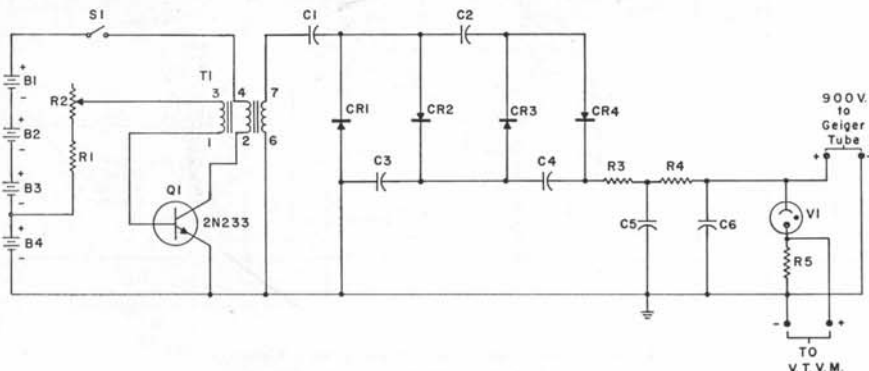 S1
C1
C2
+
B1
-
R2
+
B2
-
R1
+
B3
-
+
B4
-
T1
3
4
7
1
2
6
Q1
2N233
CR1
CR2
CR3
CR4
C3
C4
R3
R4
C5
C6
900V.
to
Geiger
Tube
+
-
V1
R5
-
+
TO
V.T.V.M.